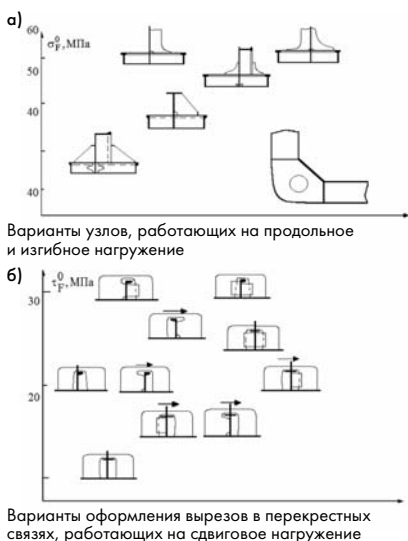 а)
60
σ⁰F, МПа
50
40
40
Варианты узлов, работающих на продольное
и изгибное нагружение
б)
τ⁰F, МПа
30
20
Варианты оформления вырезов в перекрестных
связях, работающих на сдвиговое нагружение